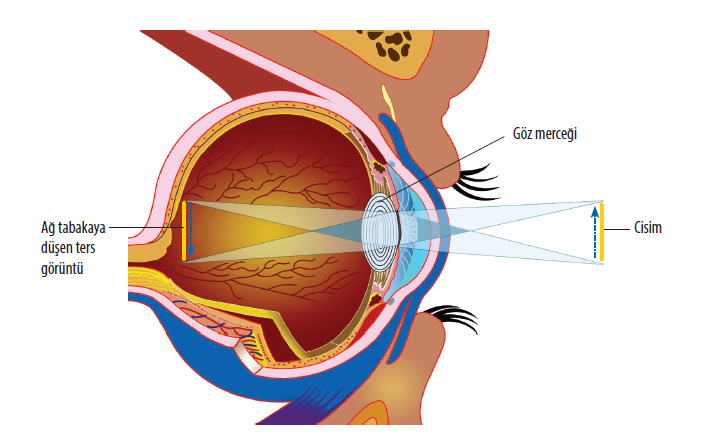 Göz merceği
Ağ tabakaya
düşen ters
görüntü
Cisim